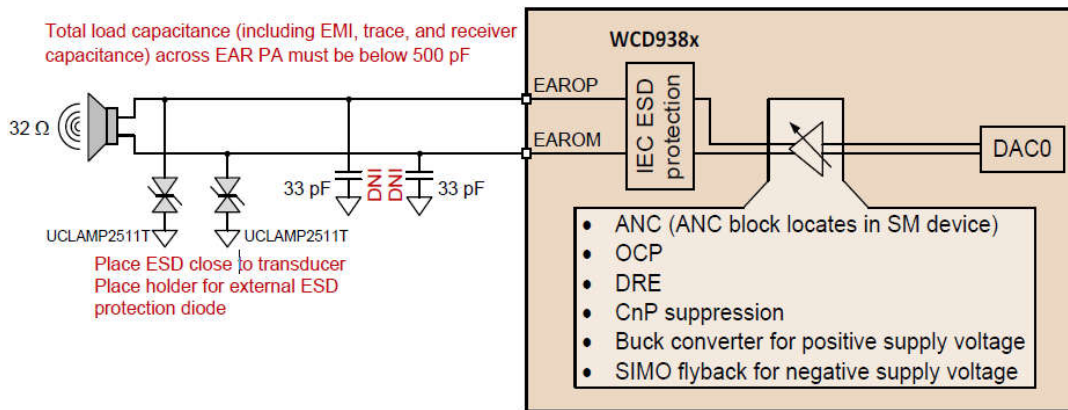 Total load capacitance (including EMI, trace, and receiver
capacitance) across EAR PA must be below 500 pF
WCD938x
32 Ω
EAROP
EAROM
IEC ESD
protection
DAC0
33 pF
DNI
DNI
33 pF
UCLAMP2511T
UCLAMP2511T
Place ESD close to transducer
Place holder for external ESD
protection diode
• ANC (ANC block locates in SM device)
• OCP
• DRE
• CnP suppression
• Buck converter for positive supply voltage
• SIMO flyback for negative supply voltage